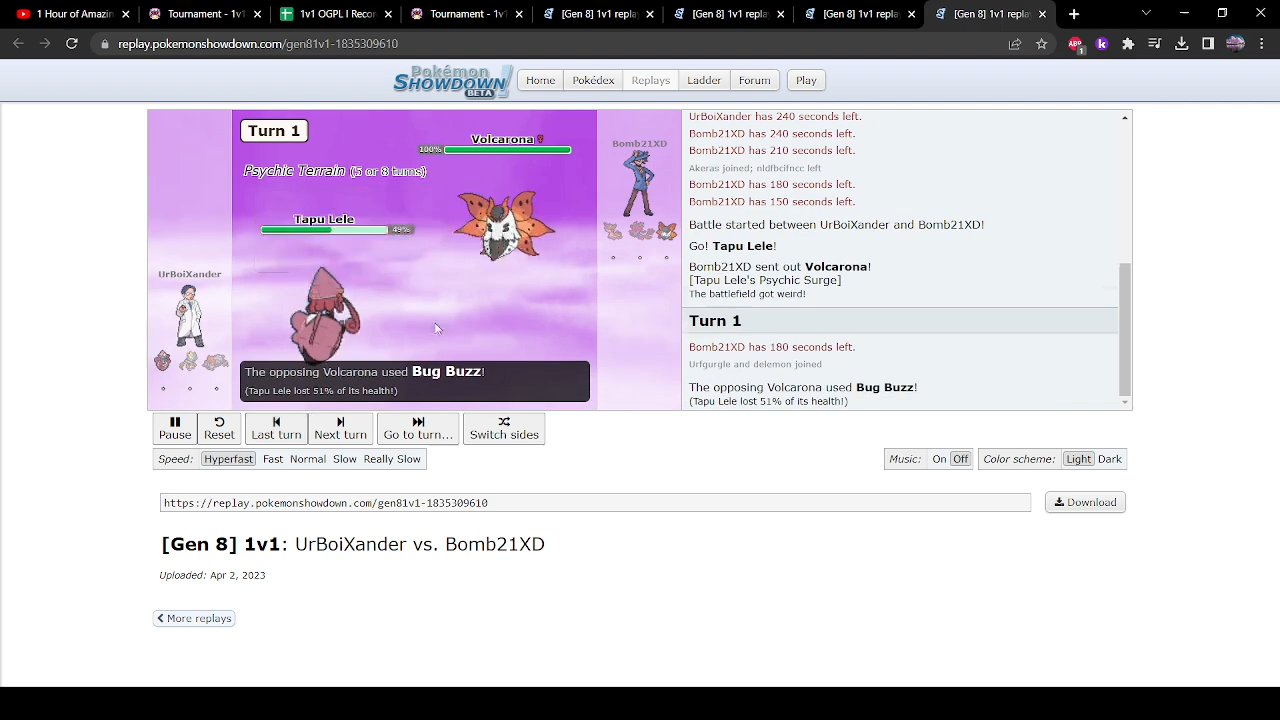 1 Hour of Amazin
Tournament - 1v1
1v1 OGPL I Recor
Tournament - 1v1
[Gen 8] 1v1 repla
[Gen 8] 1v1 repla
[Gen 8] 1v1 repla
[Gen 8] 1v1 repla
replay.pokemonshowdown.com/gen81v1-1835309610
ABP
1
k
Pokémon
SHOWDOWN!
BETA
Home
Pokédex
Replays
Ladder
Forum
Play
Turn 1
Psychic Terrain (5 or 8 turns)
Volcarona
100%
Tapu Lele
49%
UrBoiXander
Bomb21XD
The opposing Volcarona used Bug Buzz!
(Tapu Lele lost 51% of its health!)
UrBoiXander has 240 seconds left.
Bomb21XD has 240 seconds left.
Bomb21XD has 210 seconds left.
Akeras joined; nldfbcifncc left
Bomb21XD has 180 seconds left.
Bomb21XD has 150 seconds left.
Battle started between UrBoiXander and Bomb21XD!
Go! Tapu Lele!
Bomb21XD sent out Volcarona!
[Tapu Lele's Psychic Surge]
The battlefield got weird!
Turn 1
Bomb21XD has 180 seconds left.
Urfgurgle and delemon joined
The opposing Volcarona used Bug Buzz!
(Tapu Lele lost 51% of its health!)
Pause
Reset
Last turn
Next turn
Go to turn...
Switch sides
Speed: Hyperfast Fast Normal Slow Really Slow
Music: On Off
Color scheme: Light Dark
https://replay.pokemonshowdown.com/gen81v1-1835309610
Download
[Gen 8] 1v1: UrBoiXander vs. Bomb21XD
Uploaded: Apr 2, 2023
More replays